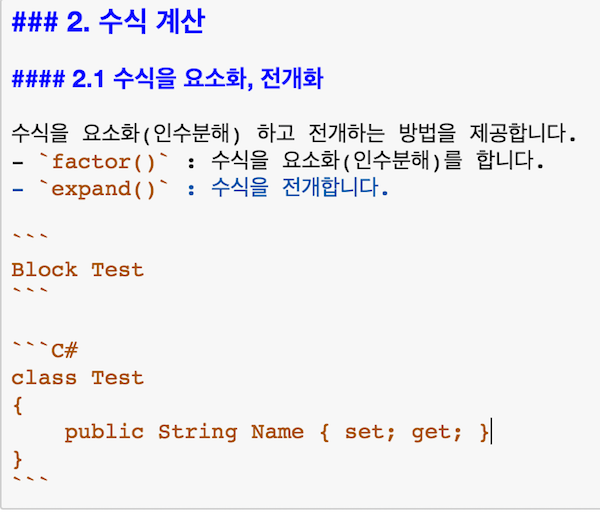 ### 2. 수식 계산
#### 2.1 수식을 요소화, 전개화
수식을 요소화(인수분해) 하고 전개하는 방법을 제공합니다.
- `factor()` : 수식을 요소화(인수분해)를 합니다.
- `expand()` : 수식을 전개합니다.
```
Block Test
```
```C#
class Test
{
    public String Name { set; get; }
}
```